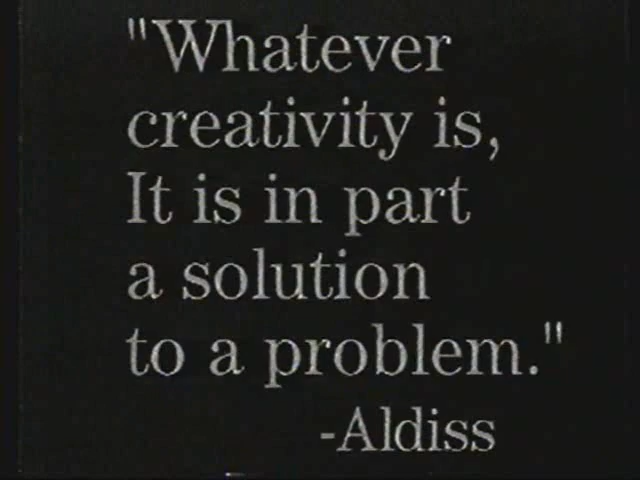 "Whatever
creativity is,
It is in part
a solution
to a problem."
-Aldiss